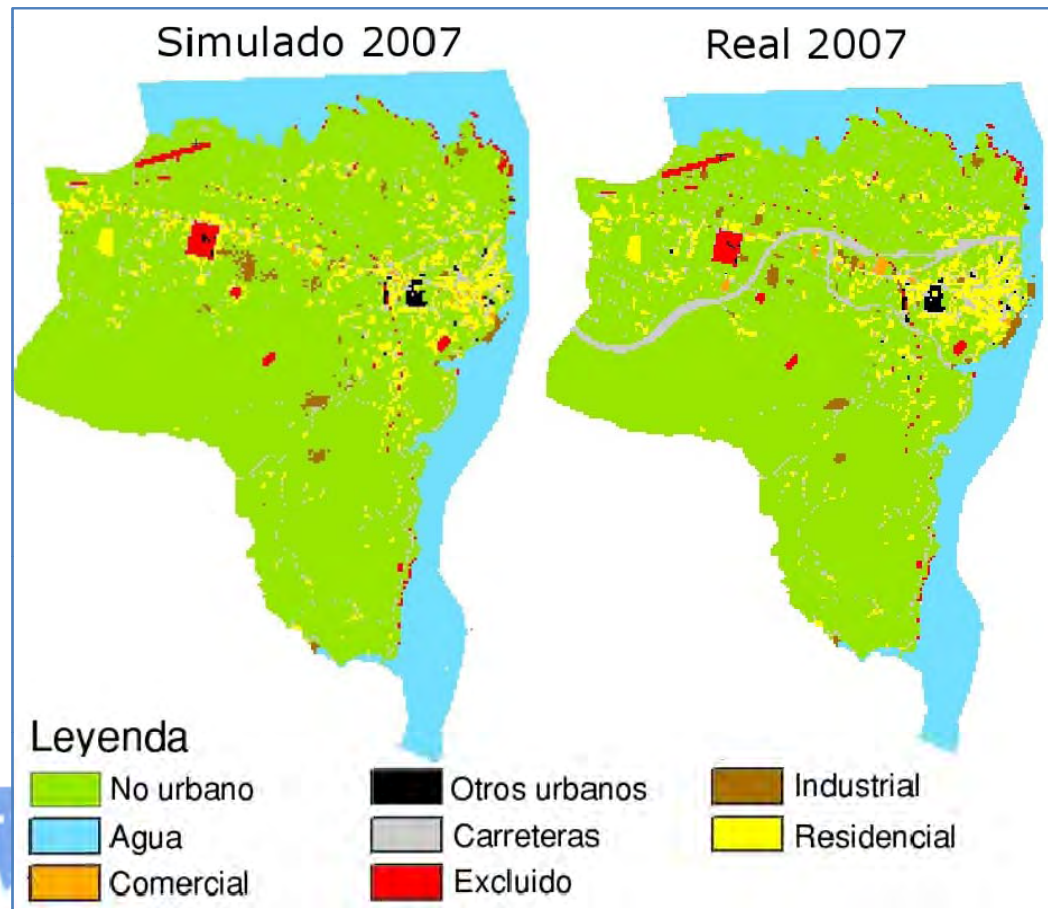 Simulado 2007
Real 2007
Leyenda
No urbano
Otros urbanos
Industrial
Agua
Carreteras
Residencial
Comercial
Excluido